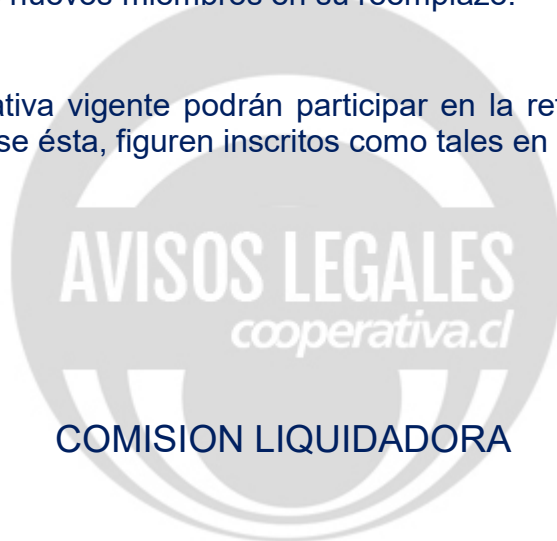 nuevos miembros en su reemplazo.
ativa vigente podrán participar en la
se ésta, figuren inscritos como tales en
AVISOS LEGALES
cooperativa.cl
COMISION LIQUIDADORA